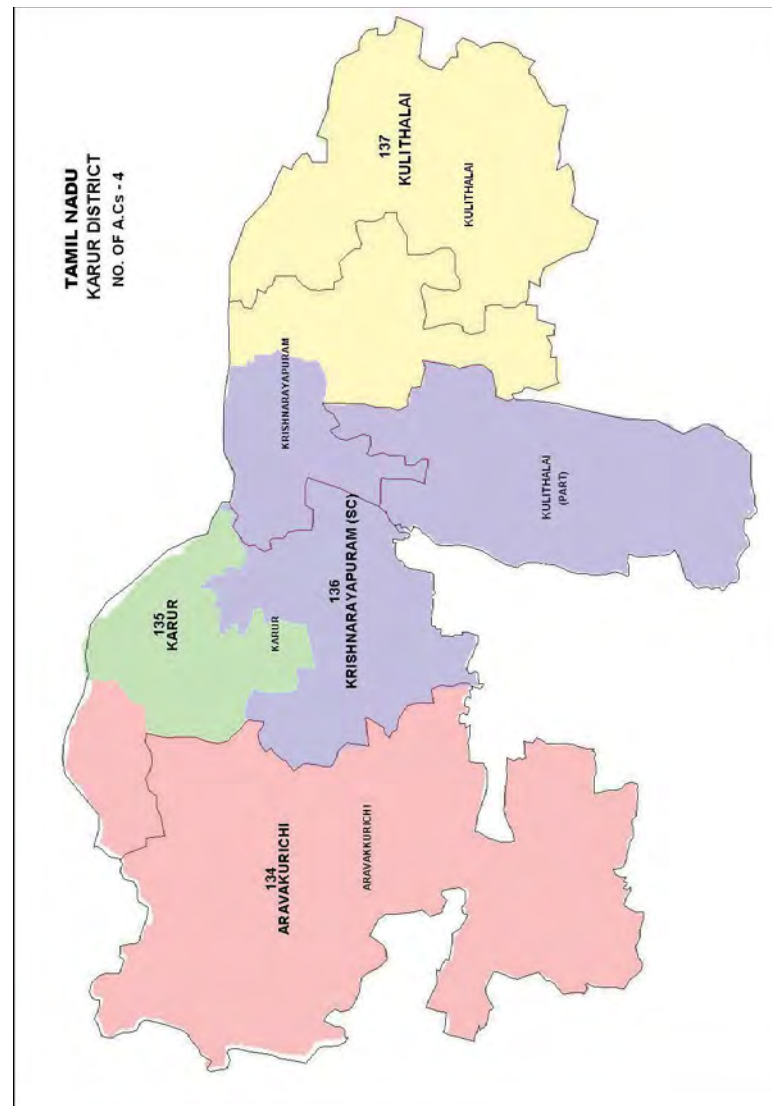 TAMIL NADU
KARUR DISTRICT
NO. OF A.Cs - 4
134
ARAVAKURICHI
ARAVAKKURICHI
135
KARUR
KARUR
136
KRISHNARAYAPURAM (SC)
KRISHNARAYAPURAM
KULITHALAI
(PART)
137
KULITHALAI
KULITHALAI